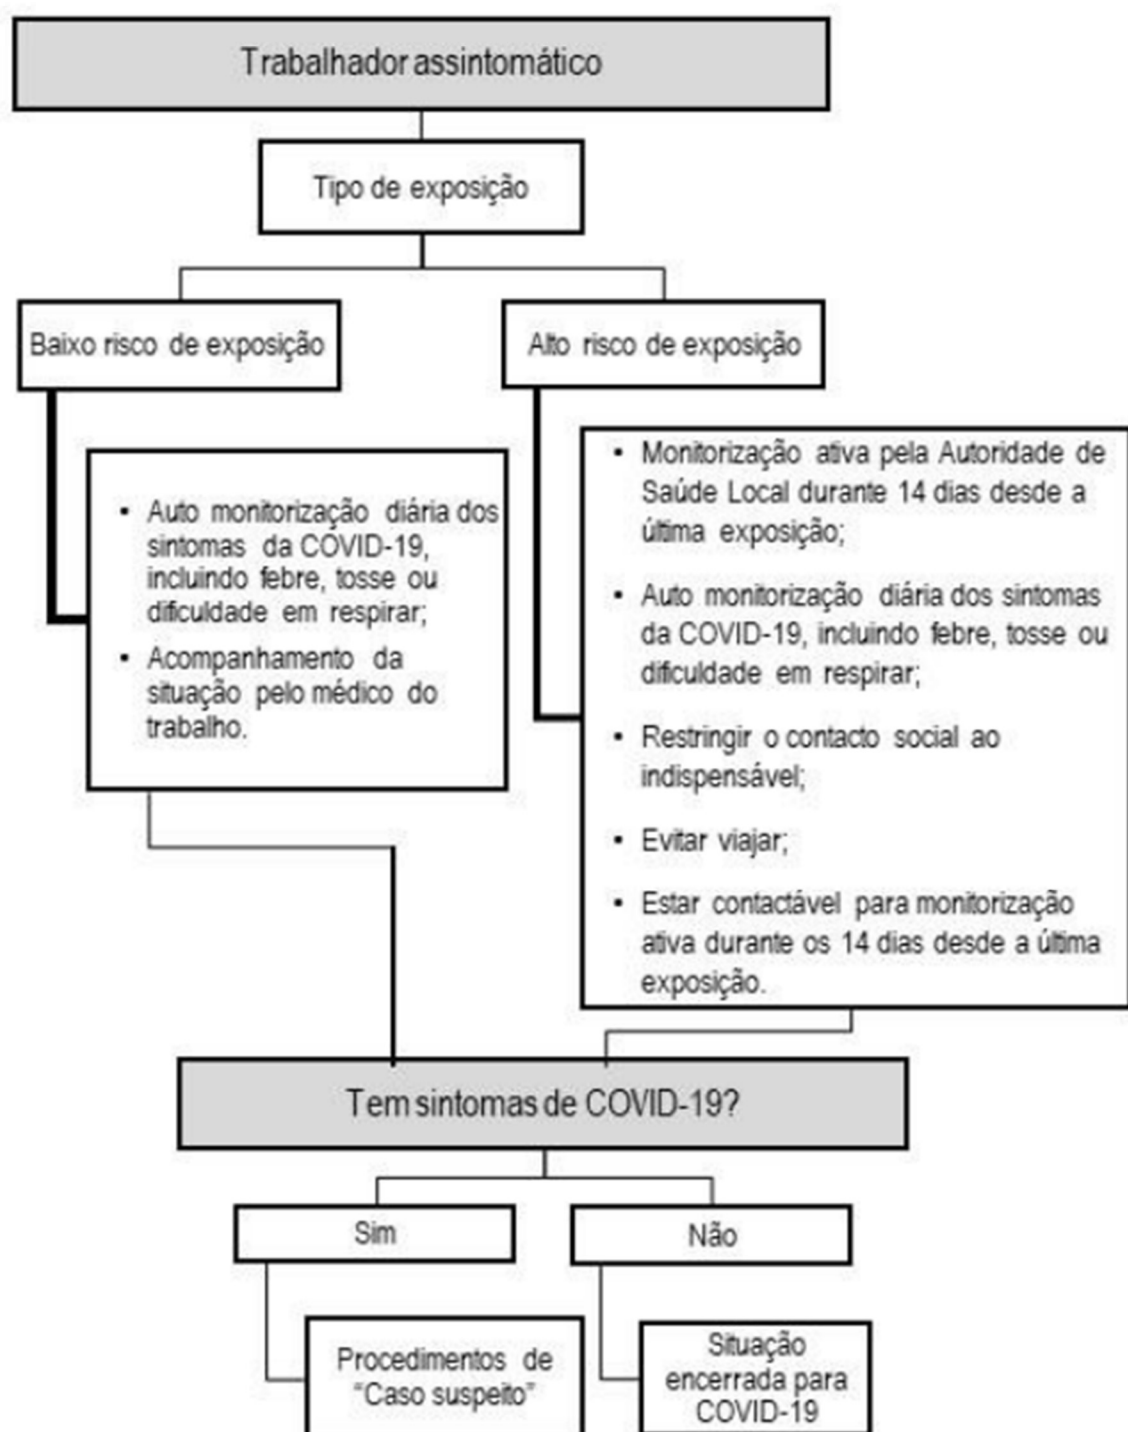 Trabalhador assintomático
Tipo de exposição
Baixo risco de exposição
Alto risco de exposição
▪ Auto monitorização diária dos
sintomas da COVID-19,
incluindo febre, tosse ou
dificuldade em respirar;
▪ Acompanhamento da
situação pelo médico do
trabalho.
▪ Monitorização ativa pela Autoridade de
Saúde Local durante 14 dias desde a
última exposição;
▪ Auto monitorização diária dos sintomas
da COVID-19, incluindo febre, tosse ou
dificuldade em respirar;
▪ Restringir o contacto social ao
indispensável;
▪ Evitar viajar;
▪ Estar contactável para monitorização
ativa durante os 14 dias desde a última
exposição.
Tem sintomas de COVID-19?
Sim
Não
Procedimentos de
“Caso suspeito”
Situação
encerrada para
COVID-19